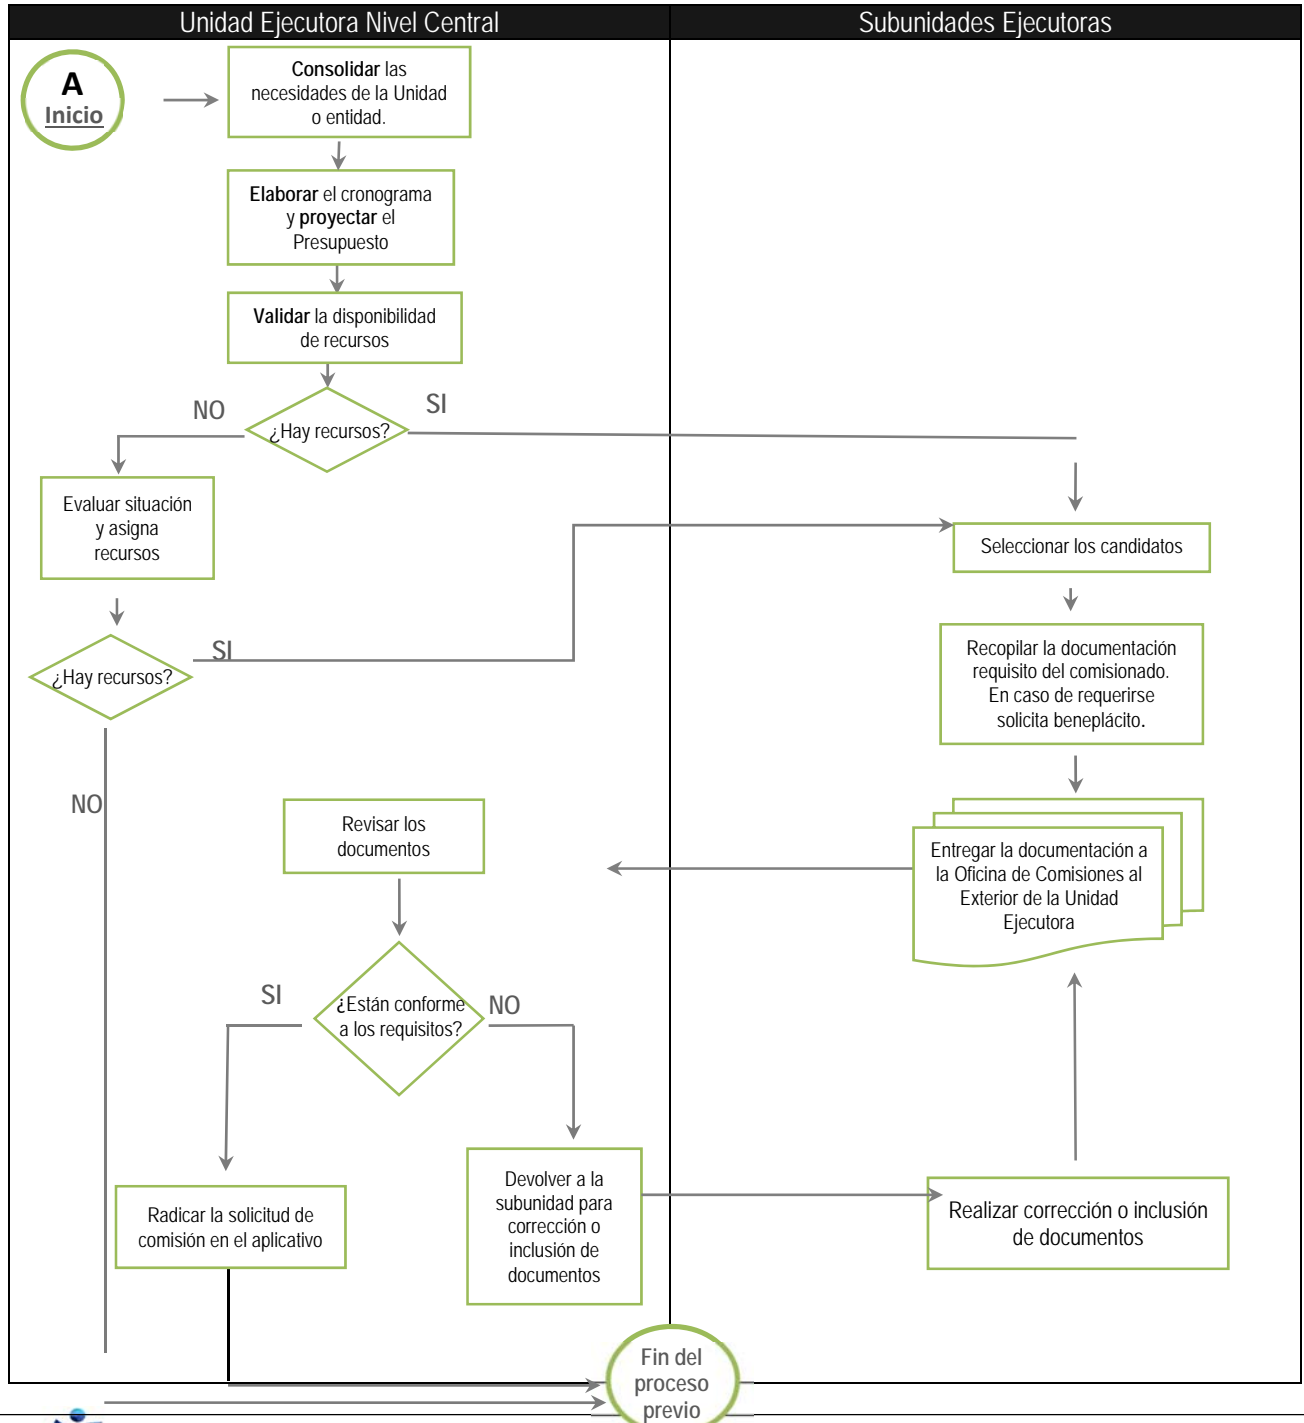 Unidad Ejecutora Nivel Central
Subunidades Ejecutoras
A
Inicio
Consolidar las
necesidades de la Unidad
o entidad.
Elaborar el cronograma
y proyectar el
Presupuesto
Validar la disponibilidad
de recursos
NO
SI
¿Hay recursos?
Evaluar situación
y asigna
recursos
Seleccionar los candidatos
SI
¿Hay recursos?
Recopilar la documentación
requisito del comisionado.
En caso de requerirse
solicita beneplácito.
NO
Revisar los
documentos
Entregar la documentación a
la Oficina de Comisiones al
Exterior de la Unidad
Ejecutora
SI
¿Están conforme
a los requisitos?
NO
Devolver a la
subunidad para
corrección o
inclusión de
documentos
Radicar la solicitud de
comisión en el aplicativo
Realizar corrección o inclusión
de documentos
Fin del
proceso
previo